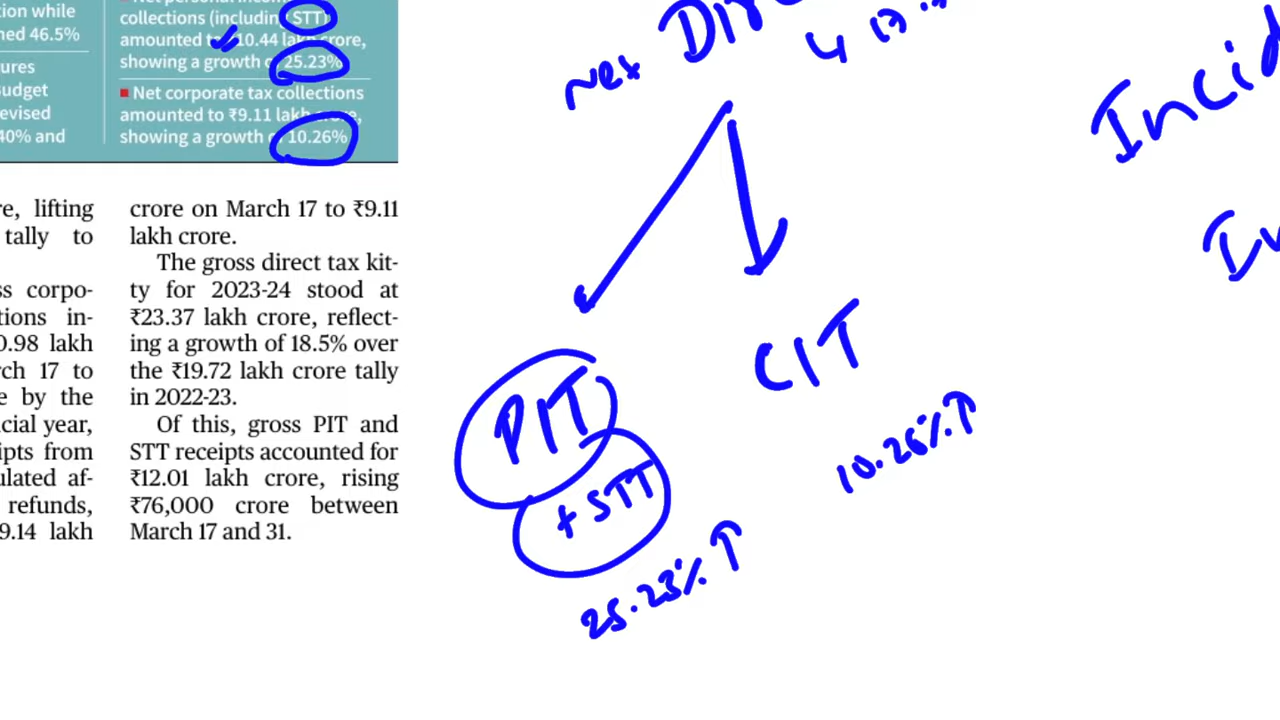 tion while
ned 46.5%
ures
udget
evised
40% and
Net personal income
collections (including STT)
amounted to ₹10.44 lakh crore,
showing a growth of 25.23%
Net corporate tax collections
amounted to ₹9.11 lakh crore,
showing a growth of 10.26%
re, lifting
tally to
ss corpo-
tions in-
0.98 lakh
rch 17 to
e by the
cial year,
ipts from
ulated af-
refunds,
9.14 lakh
crore on March 17 to ₹9.11
lakh crore.
The gross direct tax kit-
ty for 2023-24 stood at
₹23.37 lakh crore, reflect-
ing a growth of 18.5% over
the ₹19.72 lakh crore tally
in 2022-23.
Of this, gross PIT and
STT receipts accounted for
₹12.01 lakh crore, rising
₹76,000 crore between
March 17 and 31.
Dir
PIT
+ STT
25.23% ↑
CIT
10.26% ↑
Incid